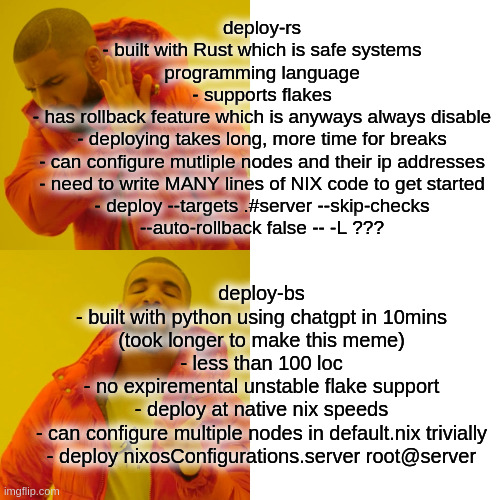 deploy-rs
- built with Rust which is safe systems
programming language
- supports flakes
- has rollback feature which is anyways always disable
- deploying takes long, more time for breaks
- can configure mutliple nodes and their ip addresses
- need to write MANY lines of NIX code to get started
- deploy --targets .#server --skip-checks
--auto-rollback false -- -L ???
deploy-bs
- built with python using chatgpt in 10mins
(took longer to make this meme)
- less than 100 loc
- no expiremental unstable flake support
- deploy at native nix speeds
- can configure multiple nodes in default.nix trivially
- deploy nixosConfigurations.server root@server
imgflip.com